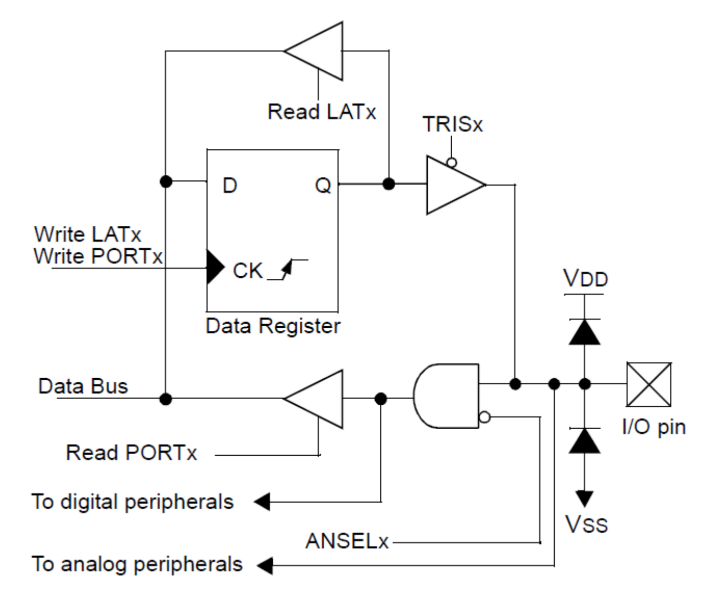 Read LATx
TRISx
D
Q
Write LATx
Write PORTx
CK
VDD
Data Register
Data Bus
I/O pin
Read PORTx
To digital peripherals
VSS
ANSELx
To analog peripherals